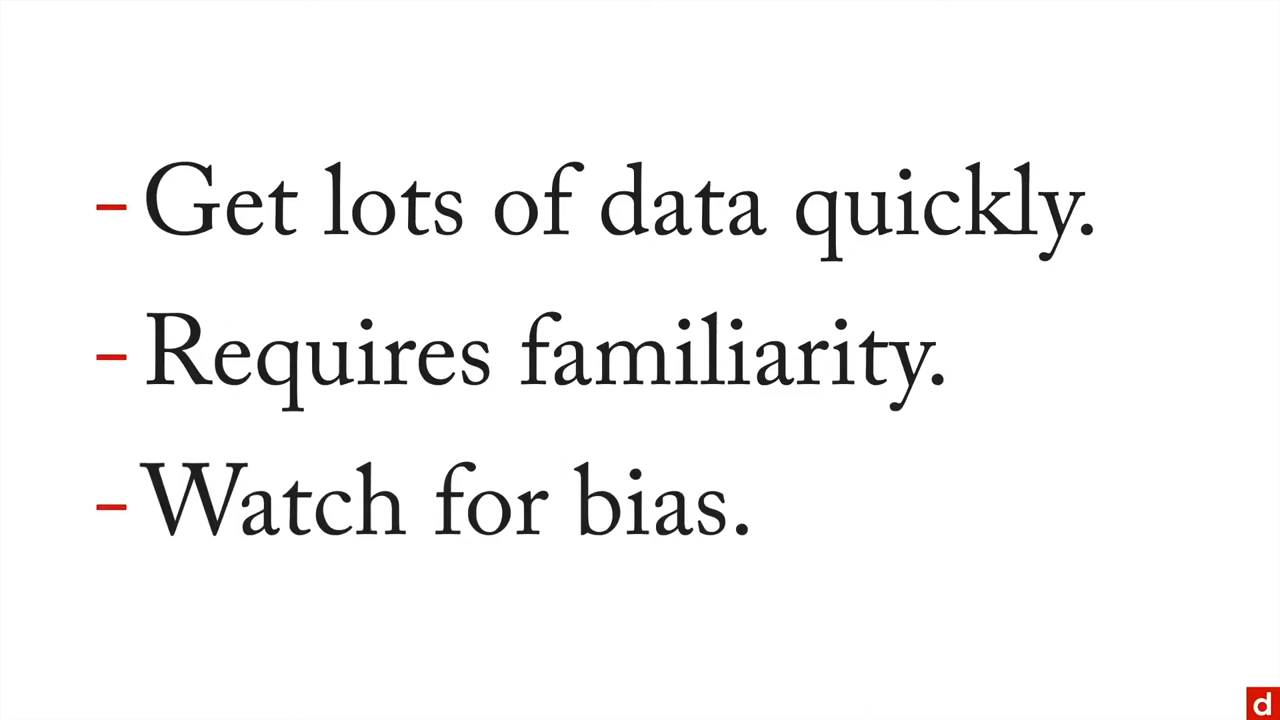 - Get lots of data quickly.
- Requires familiarity.
- Watch for bias.
d